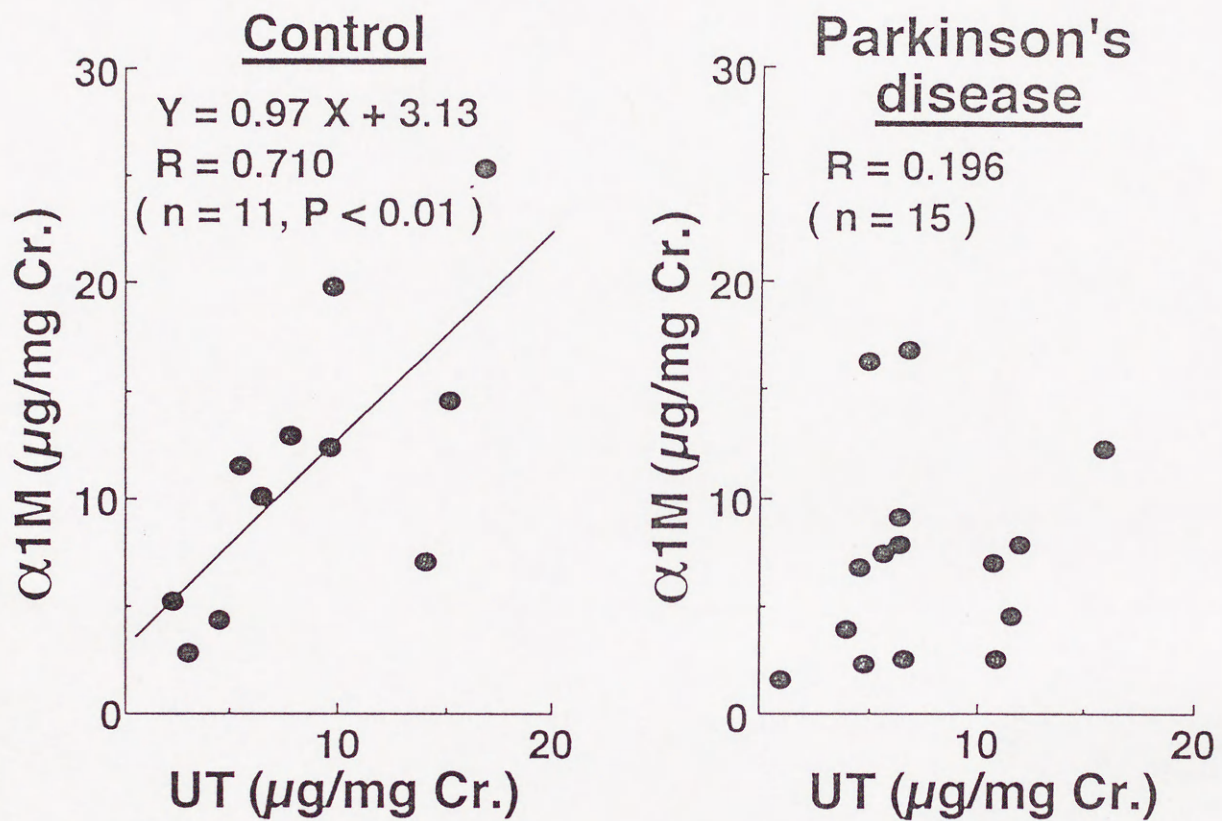 Control
30
Y = 0.97 X + 3.13
R = 0.710
( n = 11, P < 0.01 )
20
10
0
10
20
α1M (μg/mg Cr.)
UT (μg/mg Cr.)
Parkinson's
disease
30
R = 0.196
( n = 15 )
20
10
0
10
20
α1M (μg/mg Cr.)
UT (μg/mg Cr.)